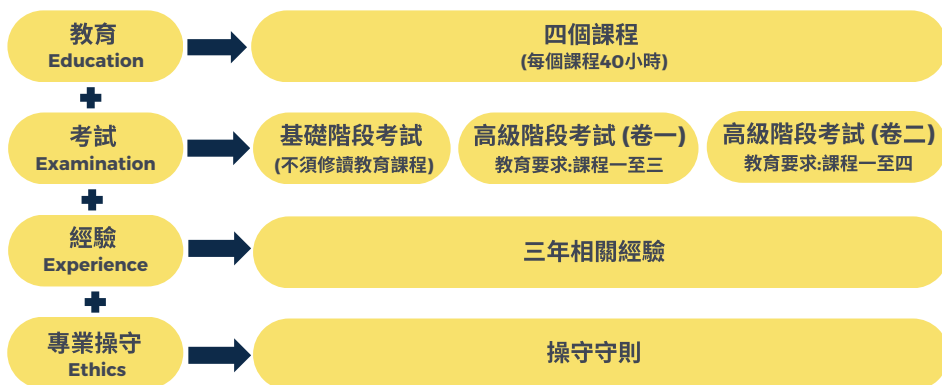 教育
Education
四個課程
(每個課程40小時)
考試
Examination
基礎階段考試
(不須修讀教育課程)
高級階段考試 (卷一)
教育要求:課程一至三
高級階段考試 (卷二)
教育要求:課程一至四
經驗
Experience
三年相關經驗
專業操守
Ethics
操守守則